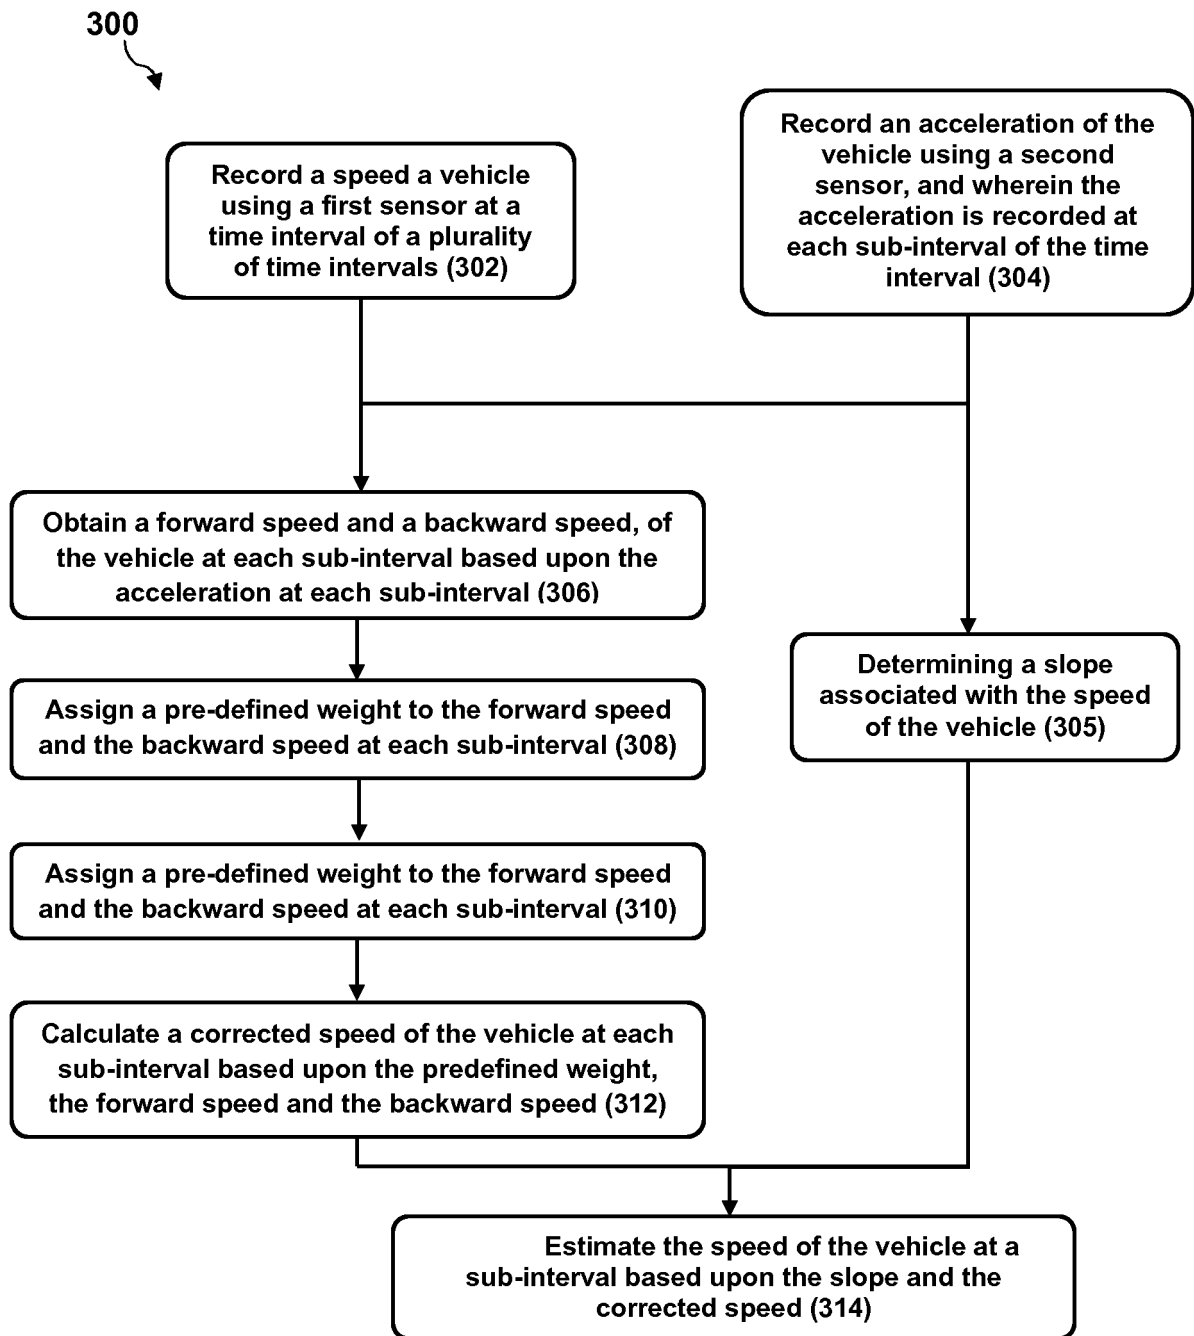 300
Record a speed a vehicle
using a first sensor at a
time interval of a plurality
of time intervals (302)
Record an acceleration of the
vehicle using a second
sensor, and wherein the
acceleration is recorded at
each sub-interval of the time
interval (304)
Obtain a forward speed and a backward speed, of
the vehicle at each sub-interval based upon the
acceleration at each sub-interval (306)
Determining a slope
associated with the speed
of the vehicle (305)
Assign a pre-defined weight to the forward speed
and the backward speed at each sub-interval (308)
Assign a pre-defined weight to the forward speed
and the backward speed at each sub-interval (310)
Calculate a corrected speed of the vehicle at each
sub-interval based upon the predefined weight,
the forward speed and the backward speed (312)
Estimate the speed of the vehicle at a
sub-interval based upon the slope and the
corrected speed (314)